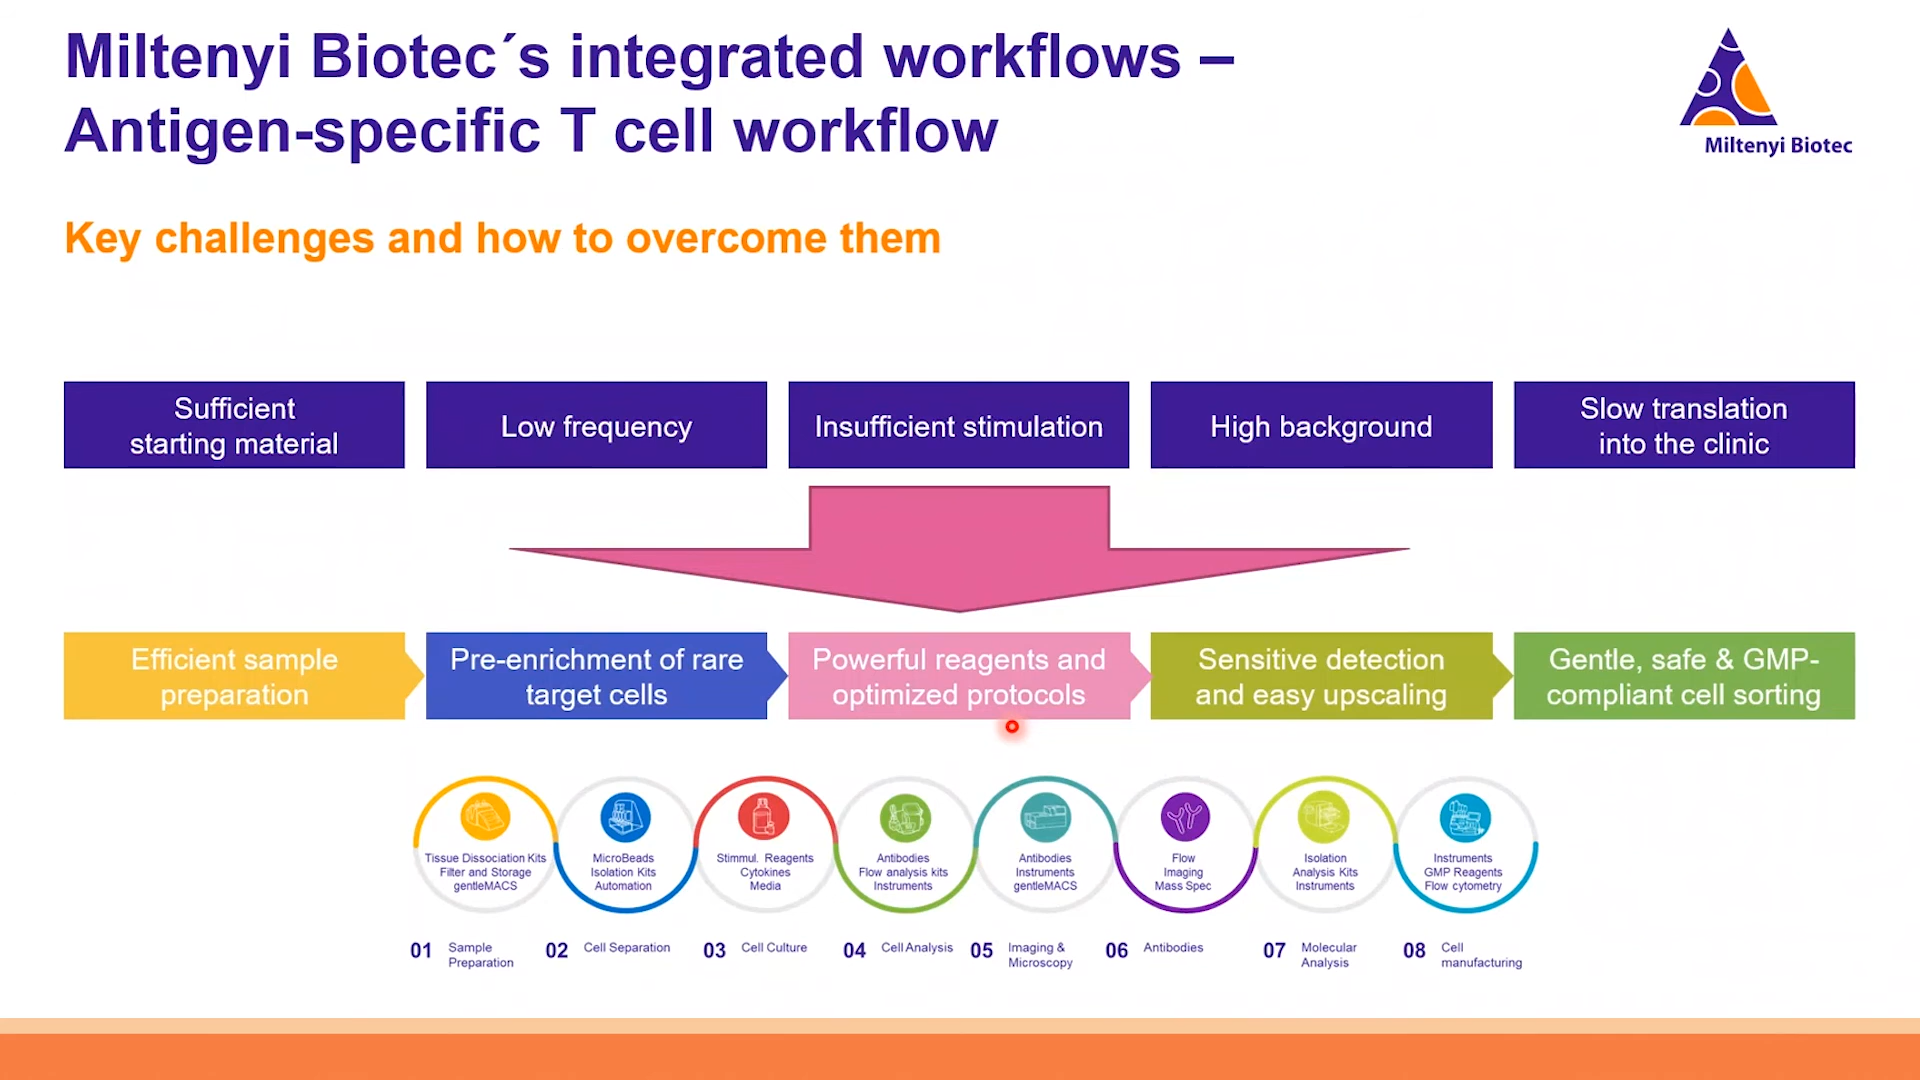 Miltenyi Biotec´s integrated workflows –
Antigen-specific T cell workflow
Miltenyi Biotec
Key challenges and how to overcome them
Sufficient
starting material
Low frequency
Insufficient stimulation
High background
Slow translation
into the clinic
Efficient sample
preparation
Pre-enrichment of rare
target cells
Powerful reagents and
optimized protocols
Sensitive detection
and easy upscaling
Gentle, safe & GMP-
compliant cell sorting
Tissue Dissociation Kits
Filter and Storage
gentleMACS
MicroBeads
Isolation Kits
Automation
Stimmul. Reagents
Cytokines
Media
Antibodies
Flow analysis kits
Instruments
Antibodies
Instruments
gentleMACS
Flow
Imaging
Mass Spec
Isolation
Analysis Kits
Instruments
Instruments
GMP Reagents
Flow cytometry
01 Sample
Preparation
02 Cell Separation
03 Cell Culture
04 Cell Analysis
05 Imaging &
Microscopy
06 Antibodies
07 Molecular
Analysis
08 Cell
manufacturing